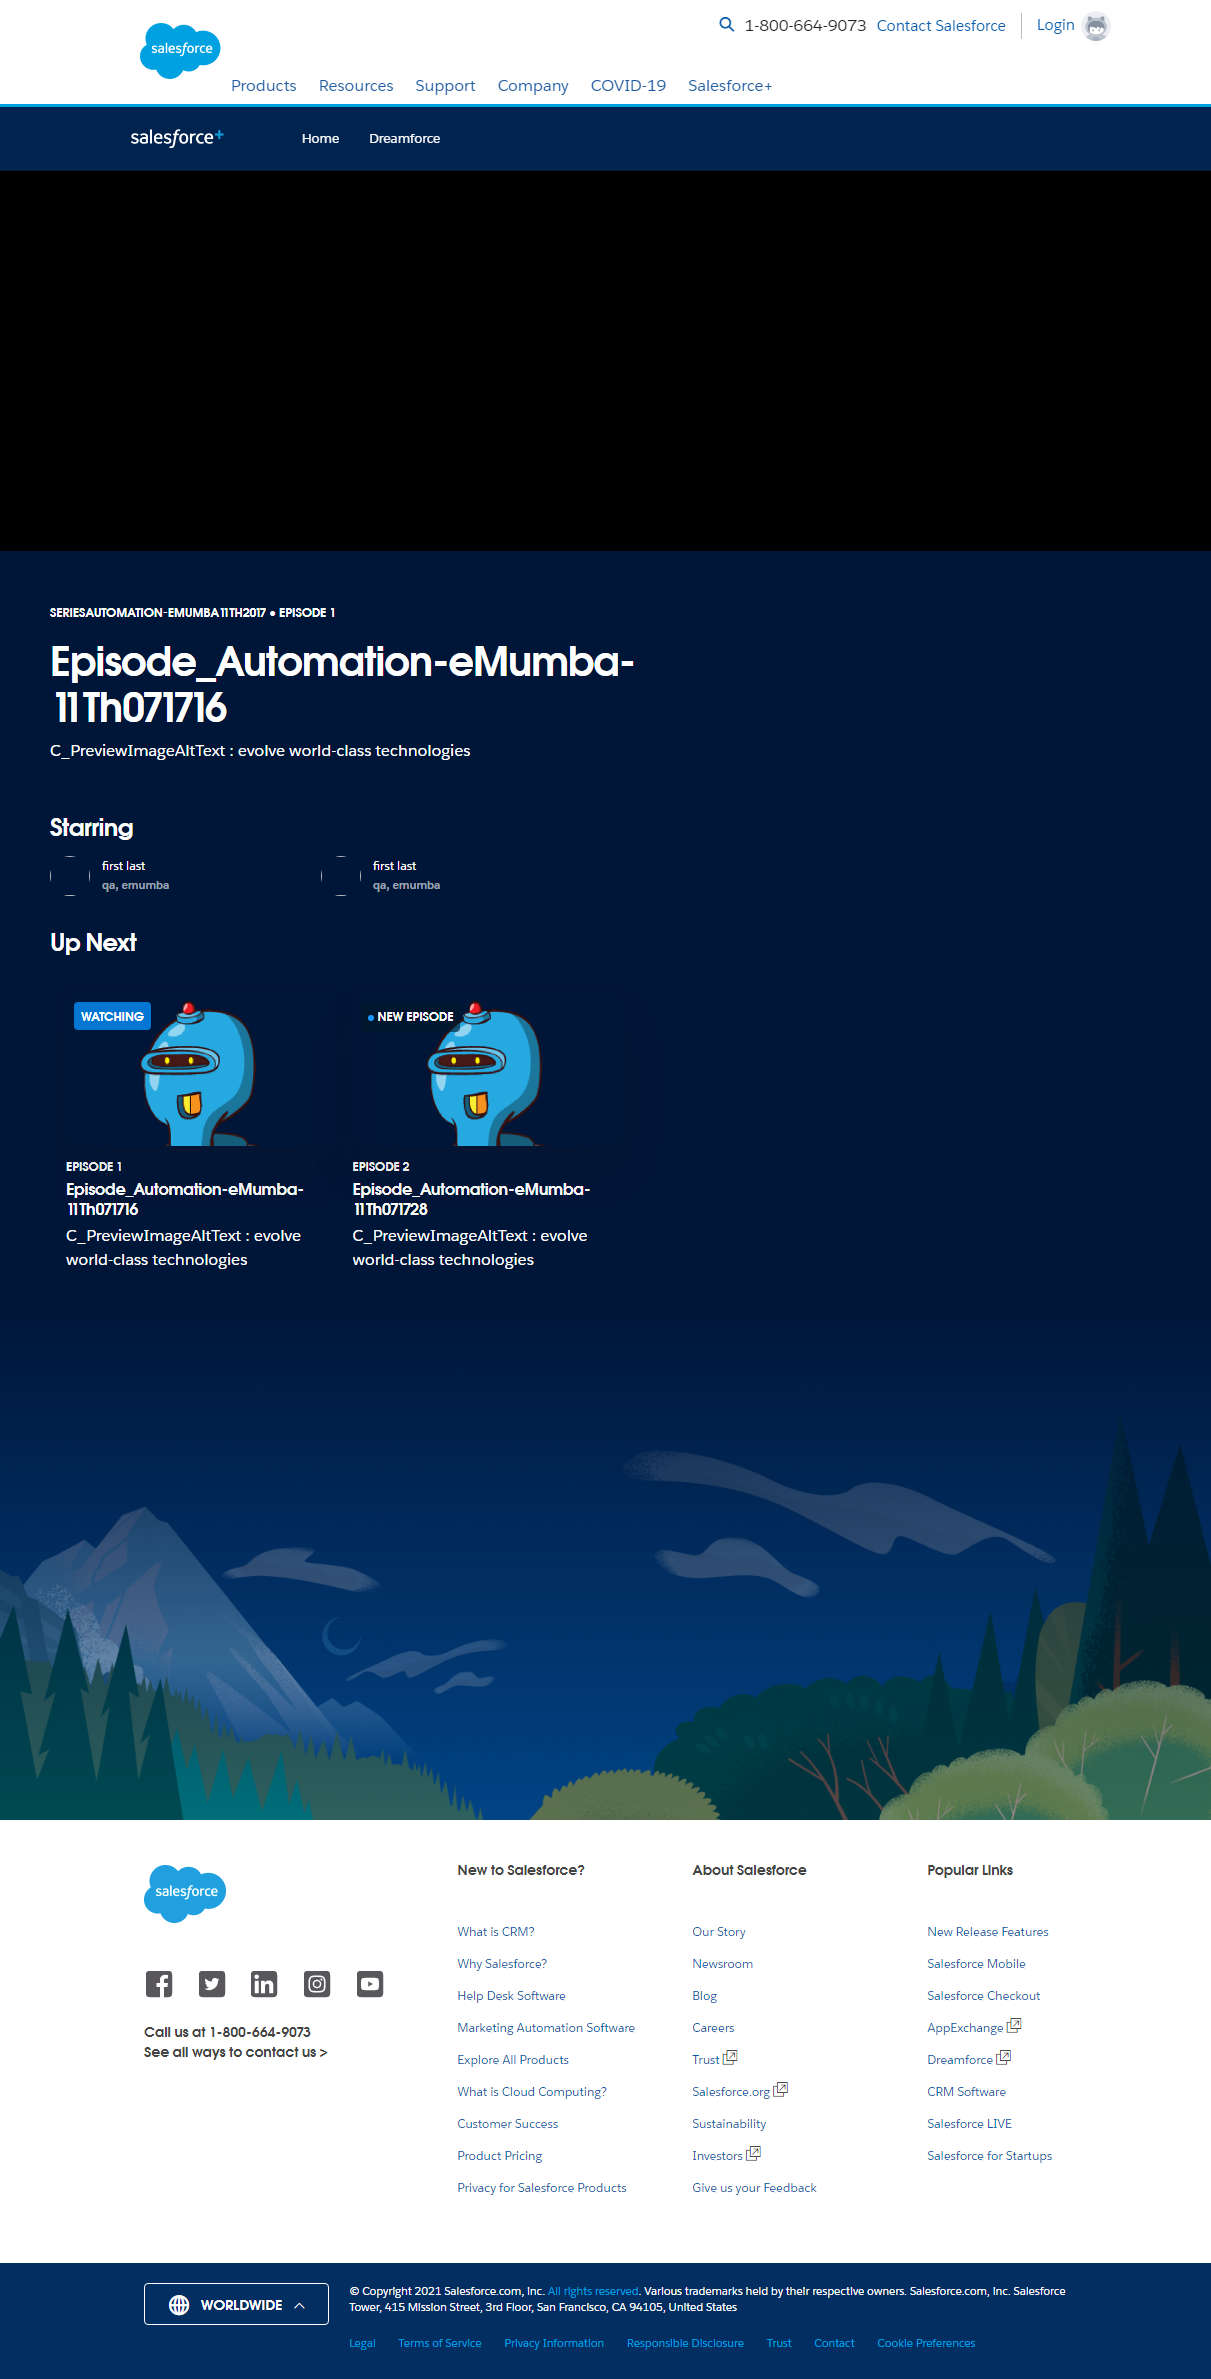 1-800-664-9073 Contact Salesforce Login
salesforce
Products Resources Support Company COVID-19 Salesforce+
salesforce+ Home Dreamforce
SERIESAUTOMATION-EMUMBA11TH2017 • EPISODE 1
Episode_Automation-eMumba-
11Th071716
C_PreviewImageAltText : evolve world-class technologies
Starring
first last
qa, emumba
first last
qa, emumba
Up Next
WATCHING
EPISODE 1
Episode_Automation-eMumba-
11Th071716
C_PreviewImageAltText : evolve
world-class technologies
• NEW EPISODE
EPISODE 2
Episode_Automation-eMumba-
11Th071728
C_PreviewImageAltText : evolve
world-class technologies
salesforce
Call us at 1-800-664-9073
See all ways to contact us >
New to Salesforce?
What is CRM?
Why Salesforce?
Help Desk Software
Marketing Automation Software
Explore All Products
What is Cloud Computing?
Customer Success
Product Pricing
Privacy for Salesforce Products
About Salesforce
Our Story
Newsroom
Blog
Careers
Trust
Salesforce.org
Sustainability
Investors
Give us your Feedback
Popular Links
New Release Features
Salesforce Mobile
Salesforce Checkout
AppExchange
Dreamforce
CRM Software
Salesforce LIVE
Salesforce for Startups
WORLDWIDE
© Copyright 2021 Salesforce.com, Inc. All rights reserved. Various trademarks held by their respective owners. Salesforce.com, Inc. Salesforce
Tower, 415 Mission Street, 3rd Floor, San Francisco, CA 94105, United States
Legal Terms of Service Privacy Information Responsible Disclosure Trust Contact Cookie Preferences